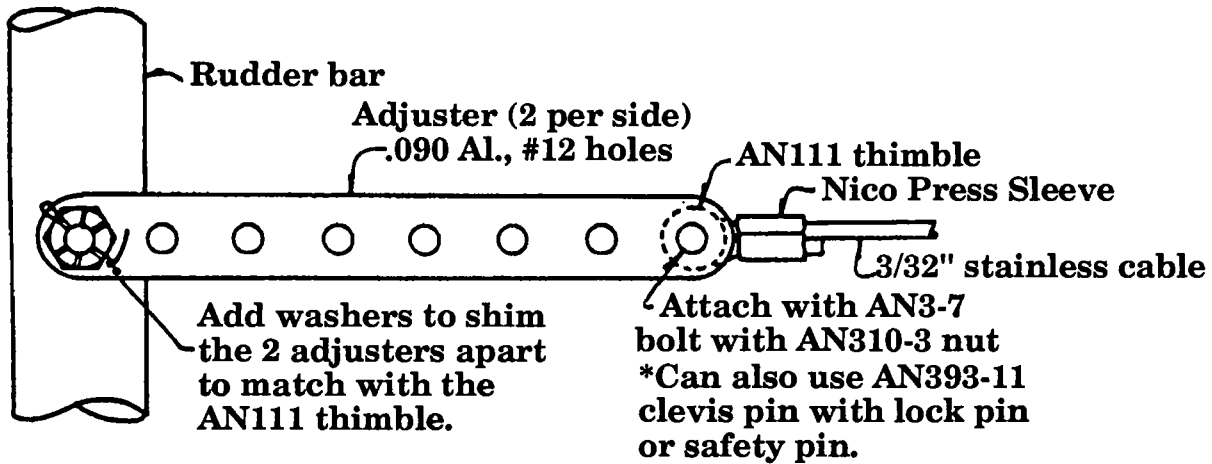 Rudder bar
Adjuster (2 per side)
.090 Al., #12 holes
AN111 thimble
Nico Press Sleeve
3/32" stainless cable
Add washers to shim
the 2 adjusters apart
to match with the
AN111 thimble.
Attach with AN3-7
bolt with AN310-3 nut
*Can also use AN393-11
clevis pin with lock pin
or safety pin.